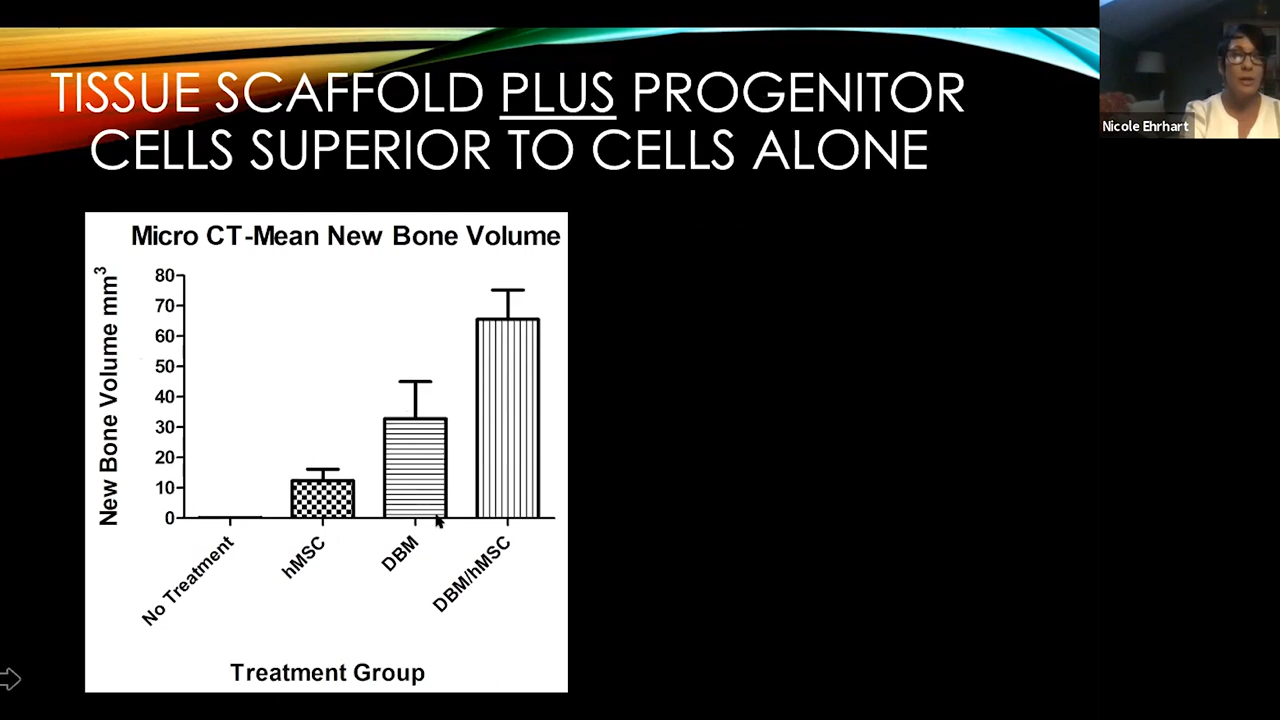 TISSUE SCAFFOLD PLUS PROGENITOR
CELLS SUPERIOR TO CELLS ALONE
Nicole Ehrhart
Micro CT-Mean New Bone Volume
New Bone Volume mm³
80
70
60
50
40
30
20
10
0
No Treatment
hMSC
DBM
DBM/hMSC
Treatment Group